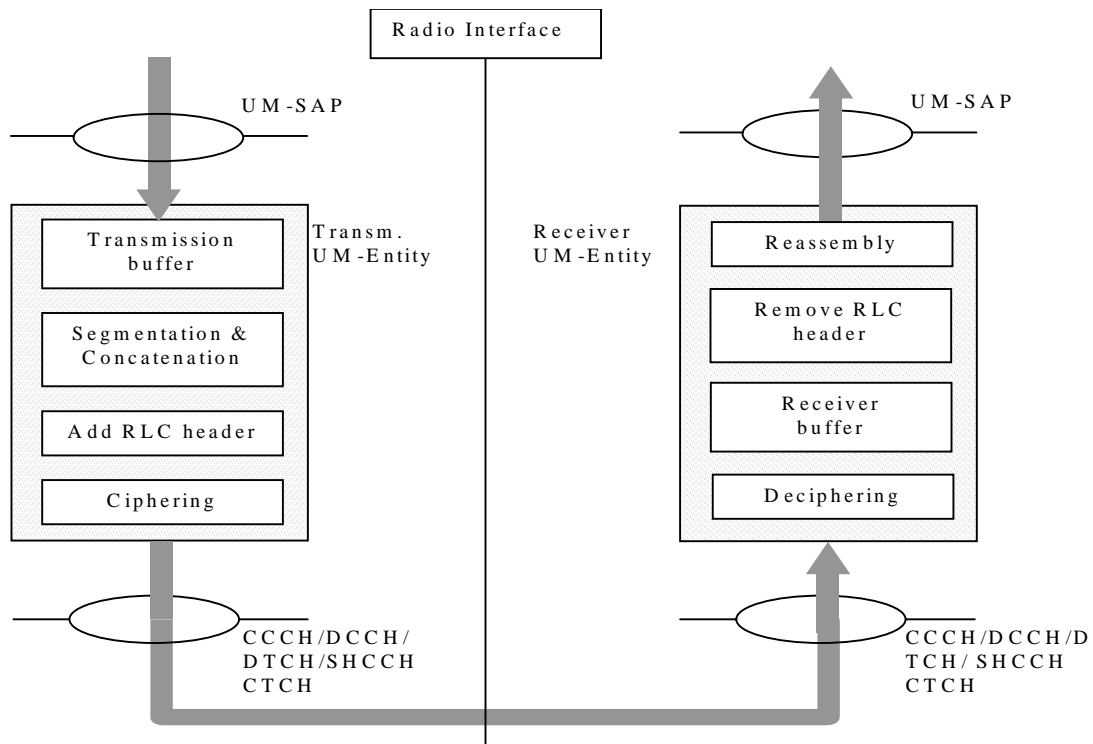 Radio Interface
UM-SAP
UM-SAP
Transmission
buffer
Transm.
UM-Entity
Receiver
UM-Entity
Reassembly
Segmentation &
Concatenation
Remove RLC
header
Add RLC header
Receiver
buffer
Ciphering
Deciphering
CCCH/DCCH/
DTCH/SHCCH
CTCH
CCCH/DCCH/D
TCH/ SHCCH
CTCH